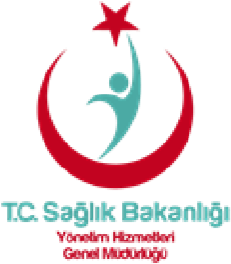 T.C. Sağlık Bakanlığı
Yönetim Hizmetleri
Genel Müdürlüğü